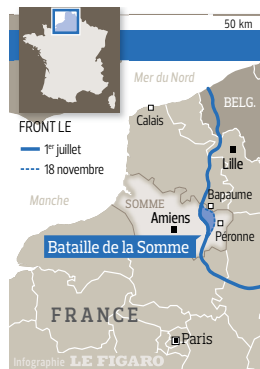 50 km
Mer du Nord
BELG.
Calais
FRONT LE
1er juillet
Lille
18 novembre
Bapaume
Manche
SOMME
Amiens
Péronne
Bataille de la Somme
FRANCE
Paris
Infographie LE FIGARO